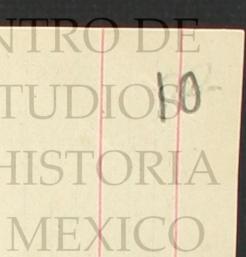 NTRO DE
10
TUDIOS
HISTORIA
MEXICO